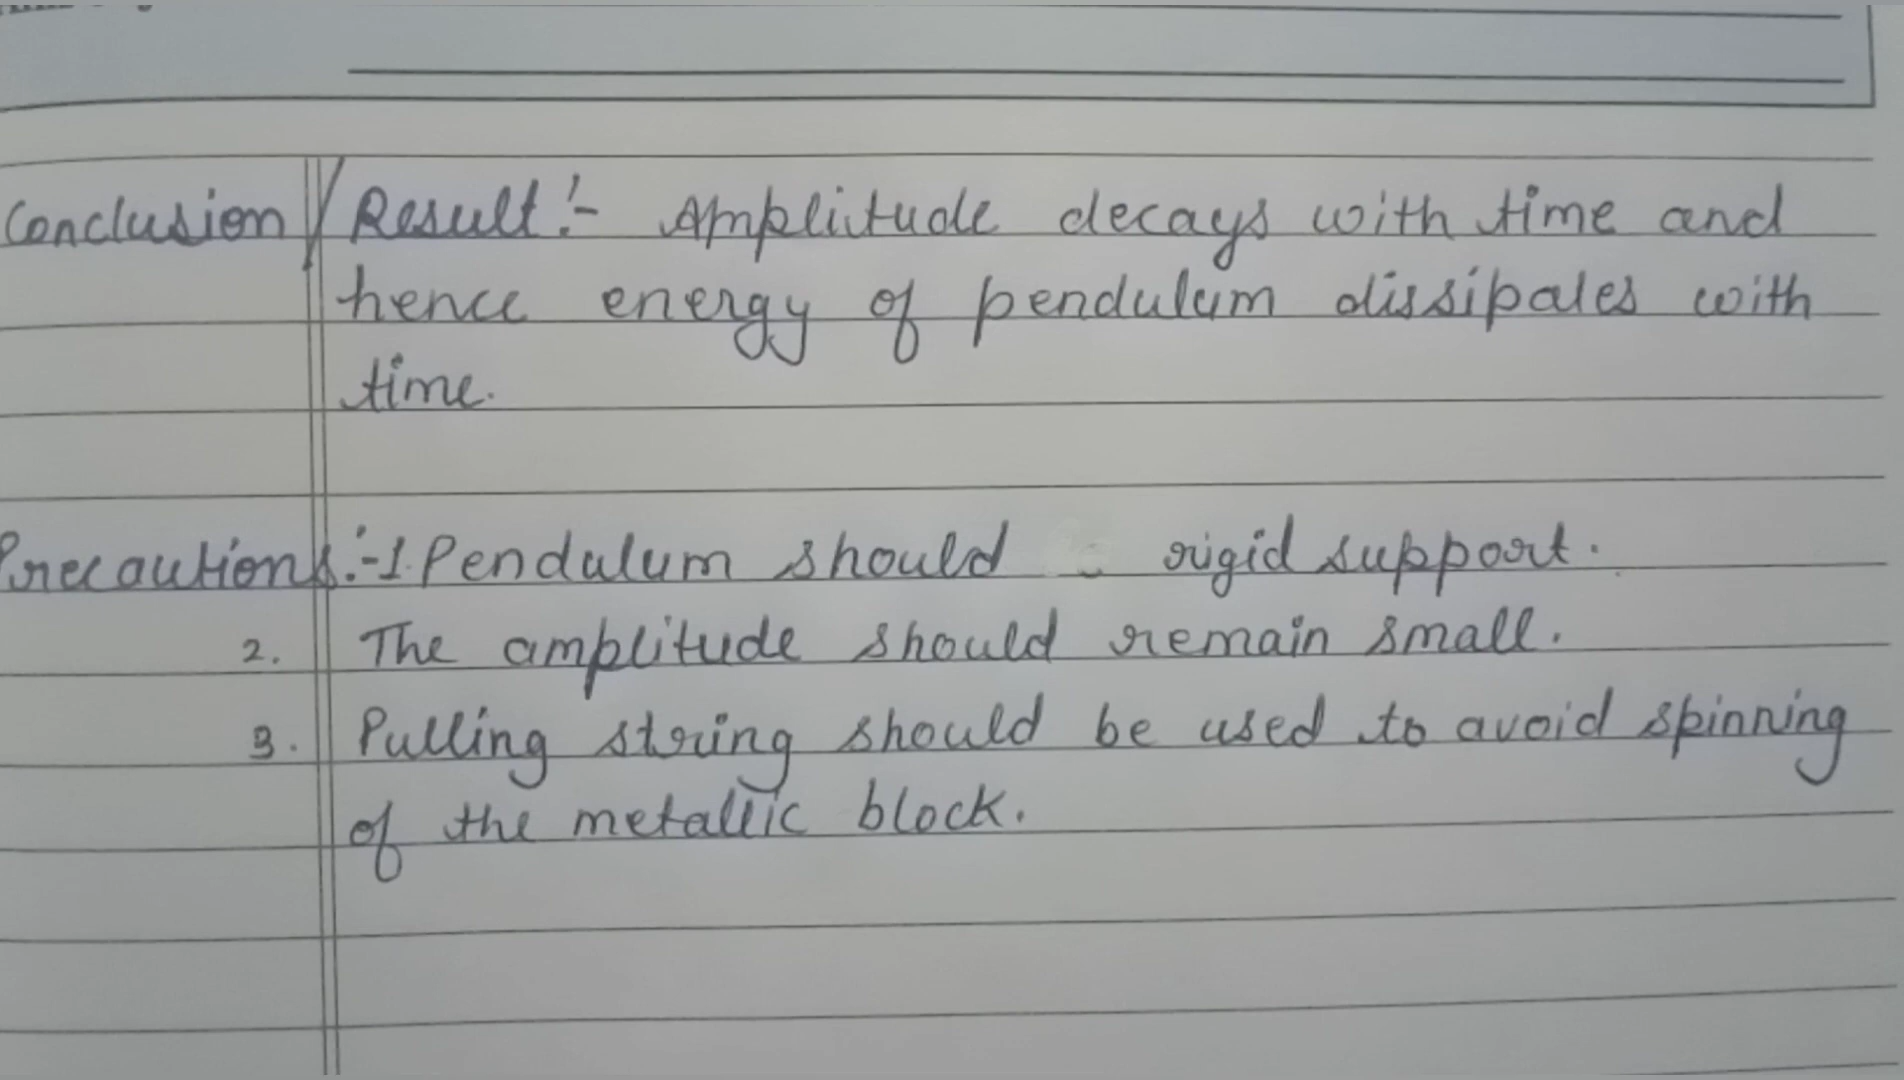 Conclusion / Result :- Amplitude decays with time and
hence energy of pendulum dissipates with
time.
Precautions :- 1. Pendulum should rigid support.
2. The amplitude should remain small.
3. Pulling string should be used to avoid spinning
of the metallic block.